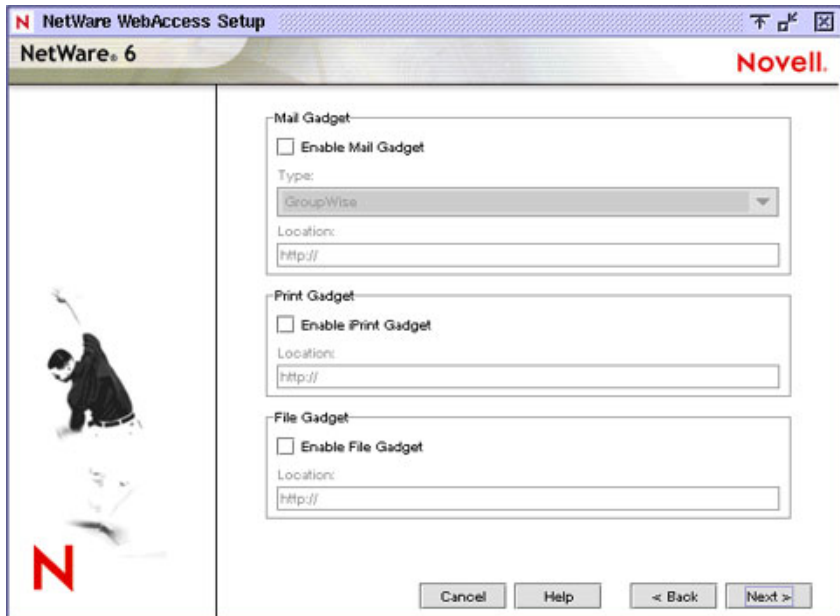 N NetWare WebAccess Setup
NetWare® 6
Novell®
Mail Gadget
Enable Mail Gadget
Type:
GroupWise
Location:
http://
Print Gadget
Enable iPrint Gadget
Location:
http://
File Gadget
Enable File Gadget
Location:
http://
N
Cancel Help < Back Next >